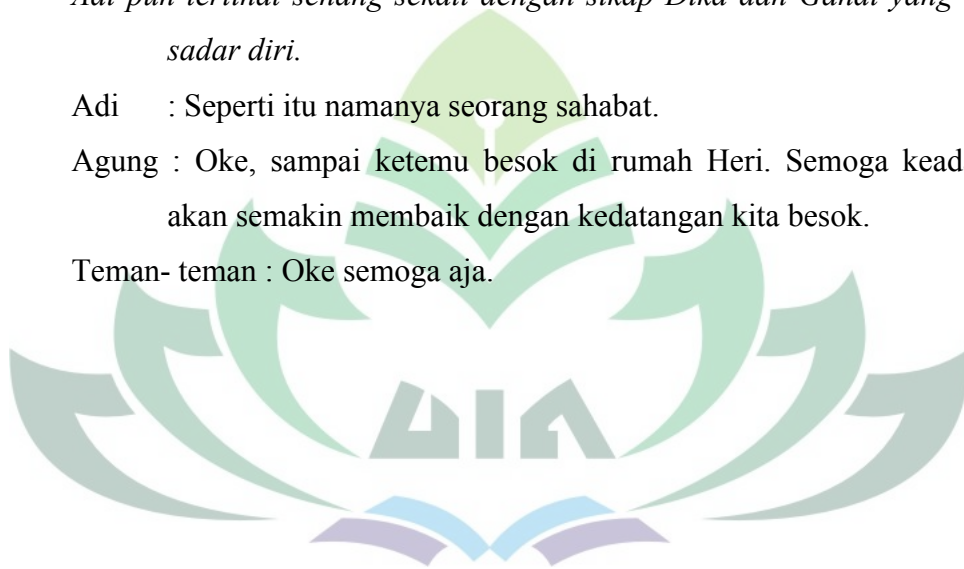 Adi pun terlihat senang sekali dengan sikap Dika dan Gandi yang
sadar diri.
Adi : Seperti itu namanya seorang sahabat.
Agung : Oke, sampai ketemu besok di rumah Heri. Semoga kead
akan semakin membaik dengan kedatangan kita besok.
Teman- teman : Oke semoga aja.
UIN